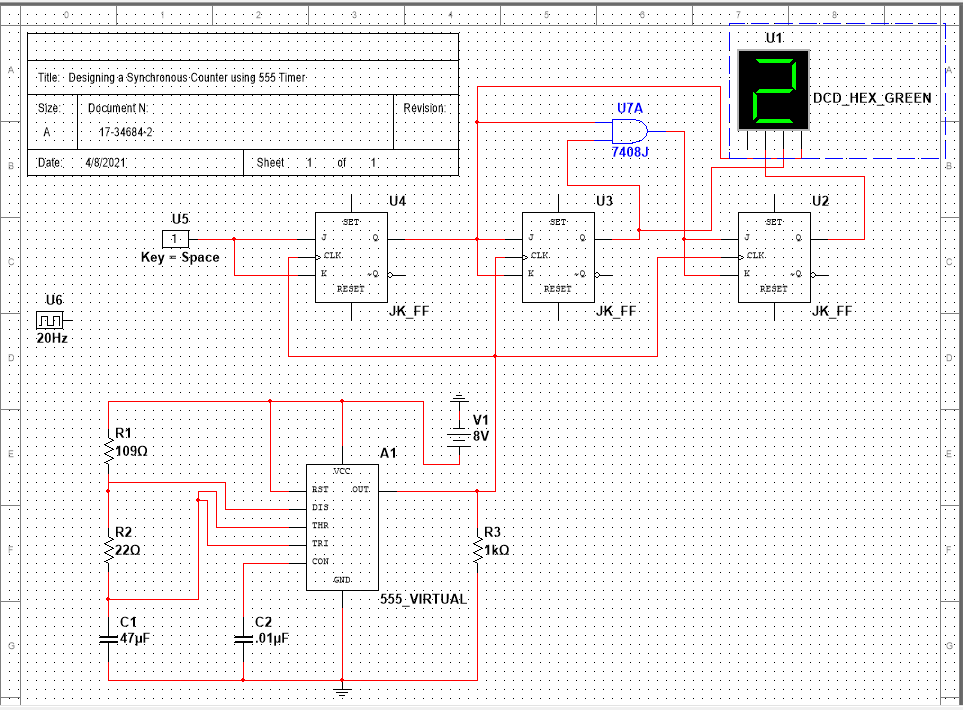 0 1 2 3 4 5 6 7 8
A
B
C
D
E
F
G
A
B
C
D
E
F
G
Title: Designing a Synchronous Counter using 555 Timer
Size: Document N: Revision:
A 17-34684-2
Date: 4/8/2021 Sheet 1 of 1
U1
2
DCD_HEX_GREEN
U7A
7408J
U5
1
Key = Space
U4
SET
J Q
CLK
K ~Q
RESET
JK_FF
U3
SET
J Q
CLK
K ~Q
RESET
JK_FF
U2
SET
J Q
CLK
K ~Q
RESET
JK_FF
U6
20Hz
R1
109Ω
R2
22Ω
C1
47µF
C2
.01µF
V1
8V
A1
VCC
RST OUT
DIS
THR
TRI
CON
GND
555_VIRTUAL
R3
1kΩ